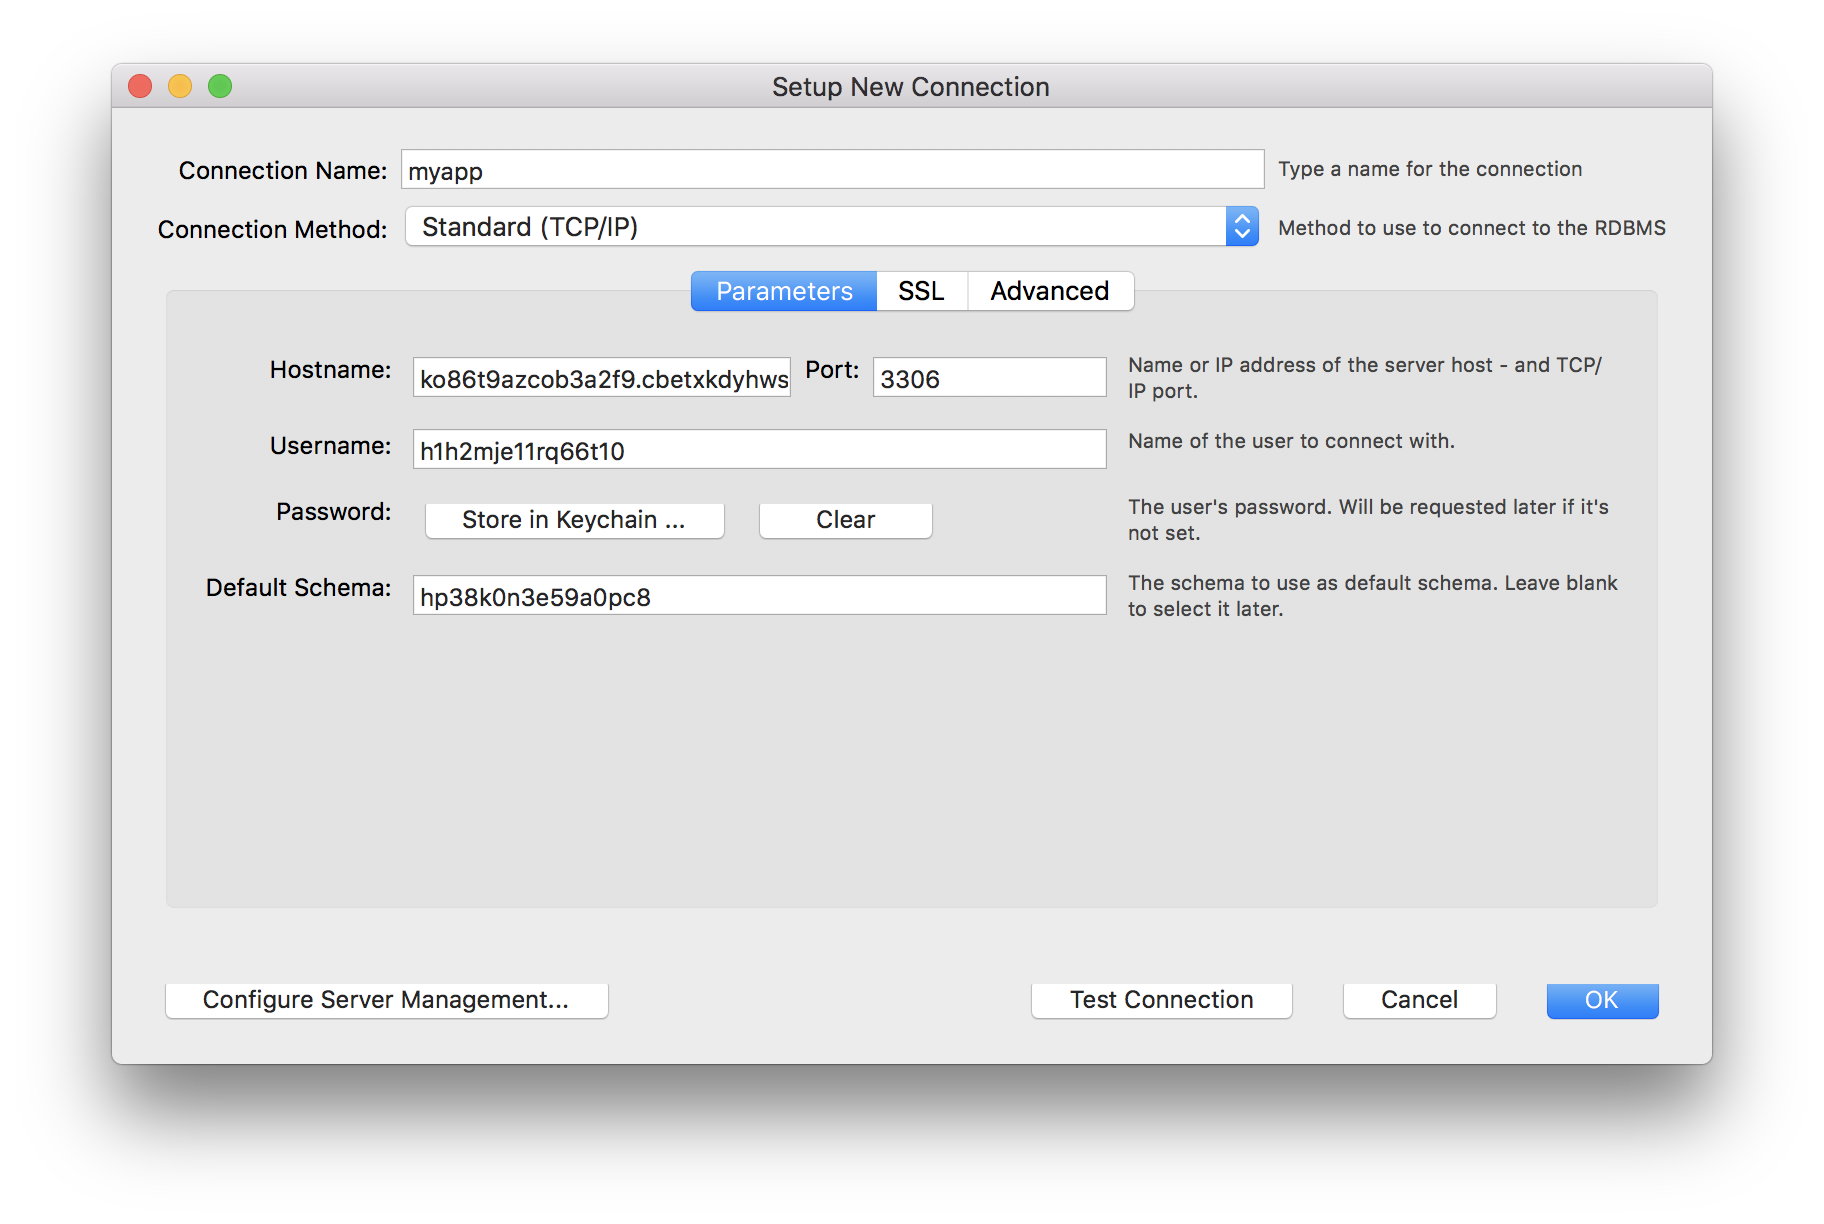 Setup New Connection
Connection Name: myapp Type a name for the connection
Connection Method: Standard (TCP/IP) Method to use to connect to the RDBMS
Parameters SSL Advanced
Hostname: ko86t9azcob3a2f9.cbetxkdyhws Port: 3306 Name or IP address of the server host - and TCP/
IP port.
Username: h1h2mje11rq66t10 Name of the user to connect with.
Password: Store in Keychain ... Clear The user's password. Will be requested later if it's
not set.
Default Schema: hp38k0n3e59a0pc8 The schema to use as default schema. Leave blank
to select it later.
Configure Server Management... Test Connection Cancel OK